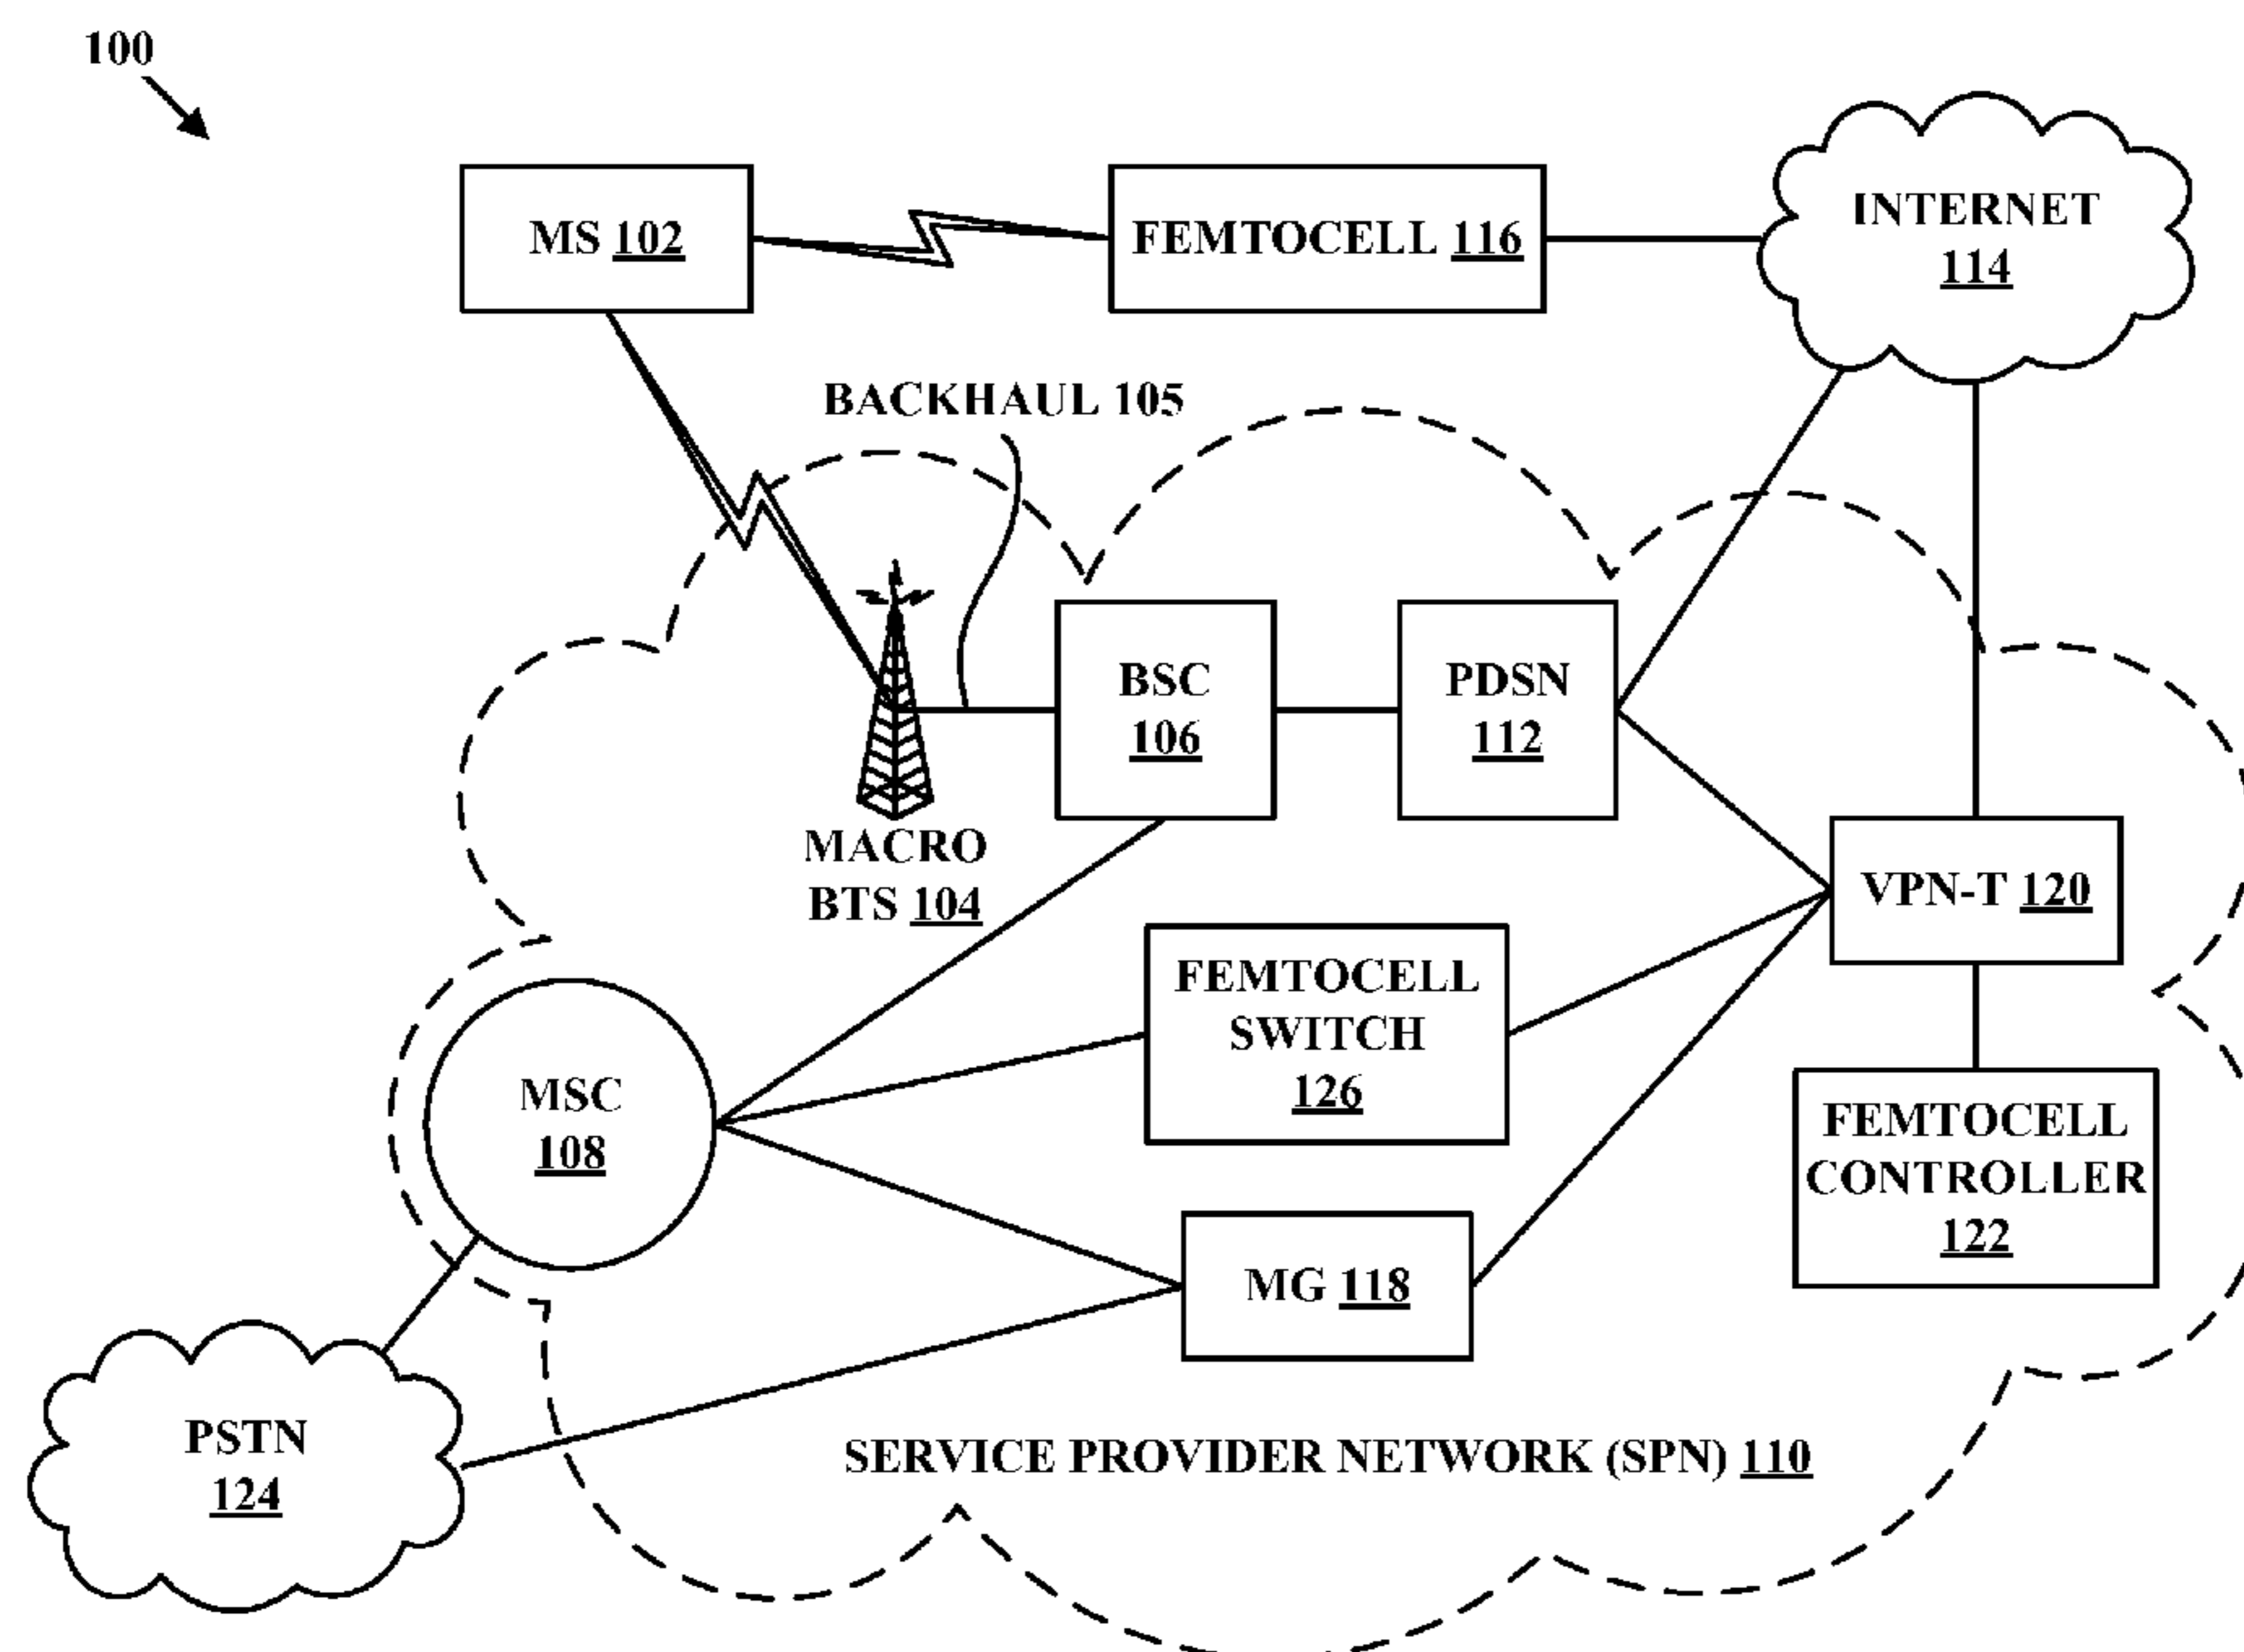 100
MS 102
FEMTOCELL 116
INTERNET
114
BACKHAUL 105
BSC
106
PDSN
112
MACRO
BTS 104
VPN-T 120
FEMTOCELL
SWITCH
126
MSC
108
FEMTOCELL
CONTROLLER
122
MG 118
PSTN
124
SERVICE PROVIDER NETWORK (SPN) 110